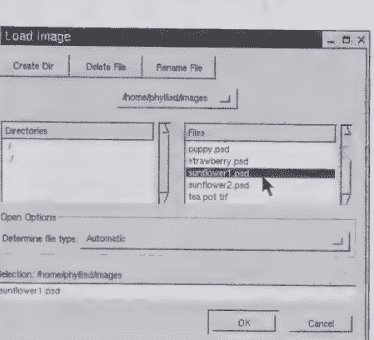 Load Image
Create Dir Delete File Rename File
/home/phyllisd/images
Directories
./
../
Files
puppy.psd
strawberry.psd
sunflower1.psd
sunflower2.psd
tea.pot.tif
Open Options
Determine file type: Automatic
Selection: /home/phyllisd/images
sunflower1.psd
OK Cancel